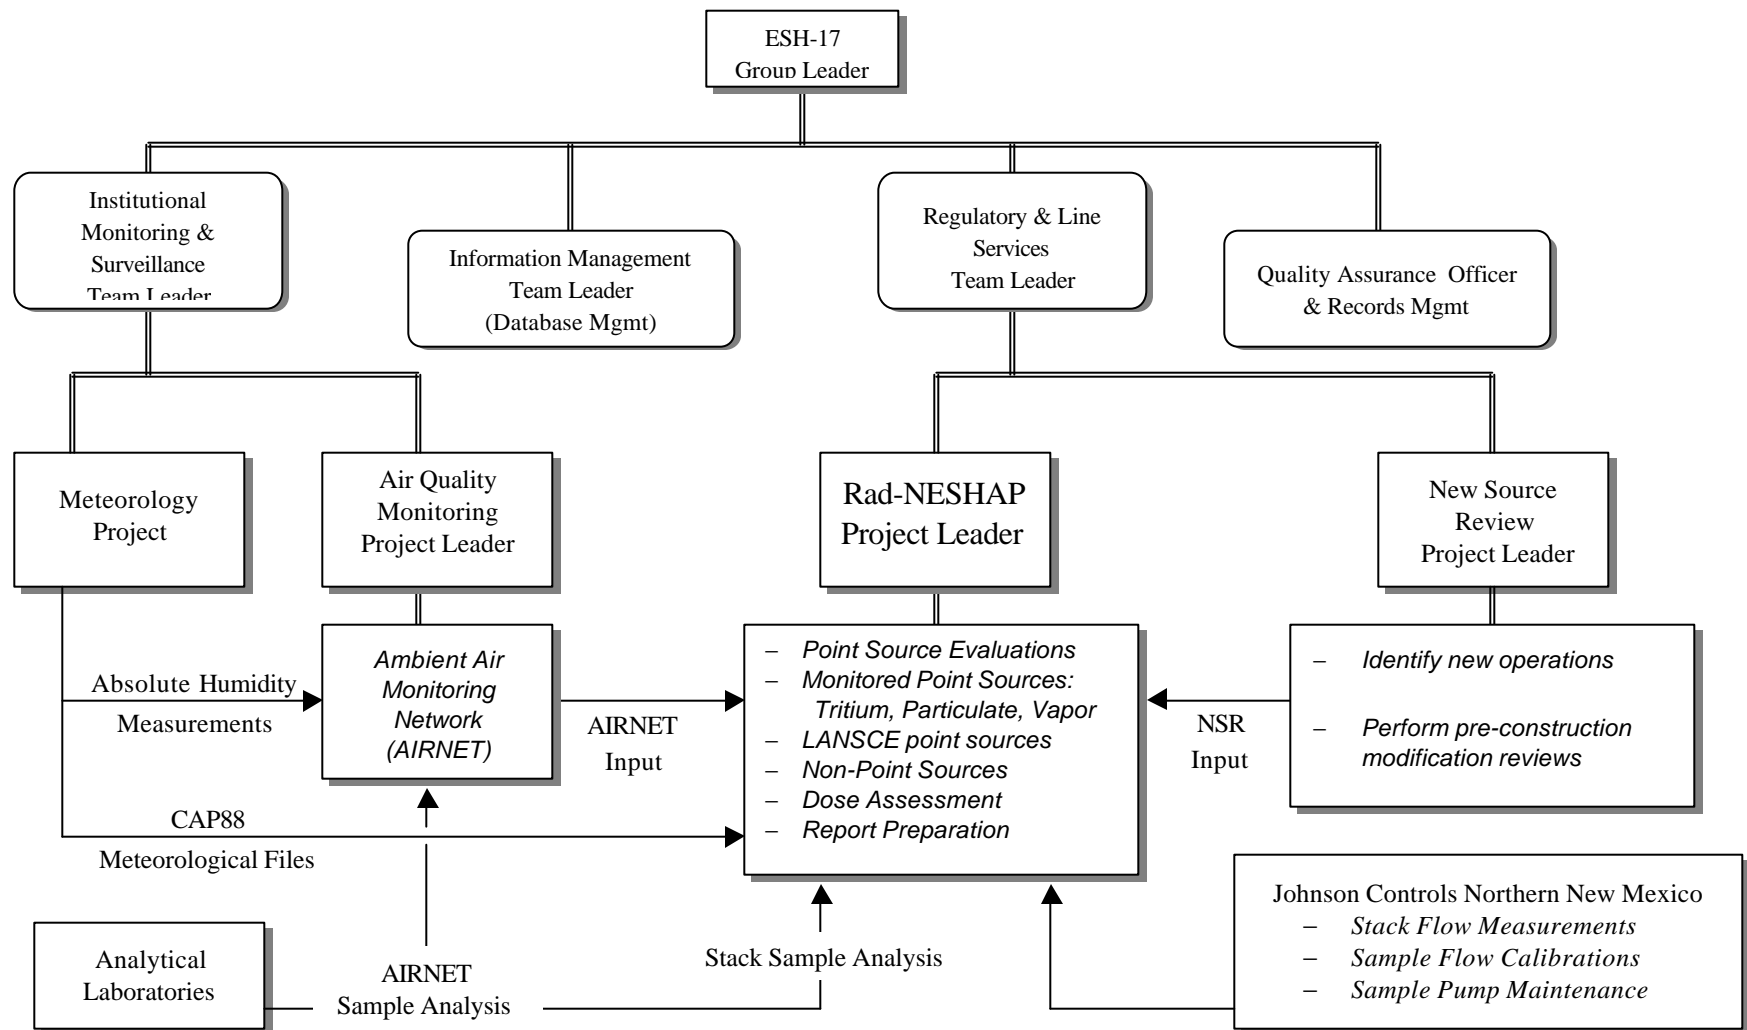 ESH-17
Group Leader
Institutional
Monitoring &
Surveillance
Team Leader
Information Management
Team Leader
(Database Mgmt)
Regulatory & Line
Services
Team Leader
Quality Assurance Officer
& Records Mgmt
Meteorology
Project
Air Quality
Monitoring
Project Leader
Rad-NESHAP
Project Leader
New Source
Review
Project Leader
Absolute Humidity
Measurements
Ambient Air
Monitoring
Network
(AIRNET)
AIRNET
Input
– Point Source Evaluations
– Monitored Point Sources:
Tritium, Particulate, Vapor
– LANSCE point sources
– Non-Point Sources
– Dose Assessment
– Report Preparation
NSR
Input
– Identify new operations
– Perform pre-construction
modification reviews
CAP88
Meteorological Files
Analytical
Laboratories
AIRNET
Sample Analysis
Stack Sample Analysis
Johnson Controls Northern New Mexico
– Stack Flow Measurements
– Sample Flow Calibrations
– Sample Pump Maintenance